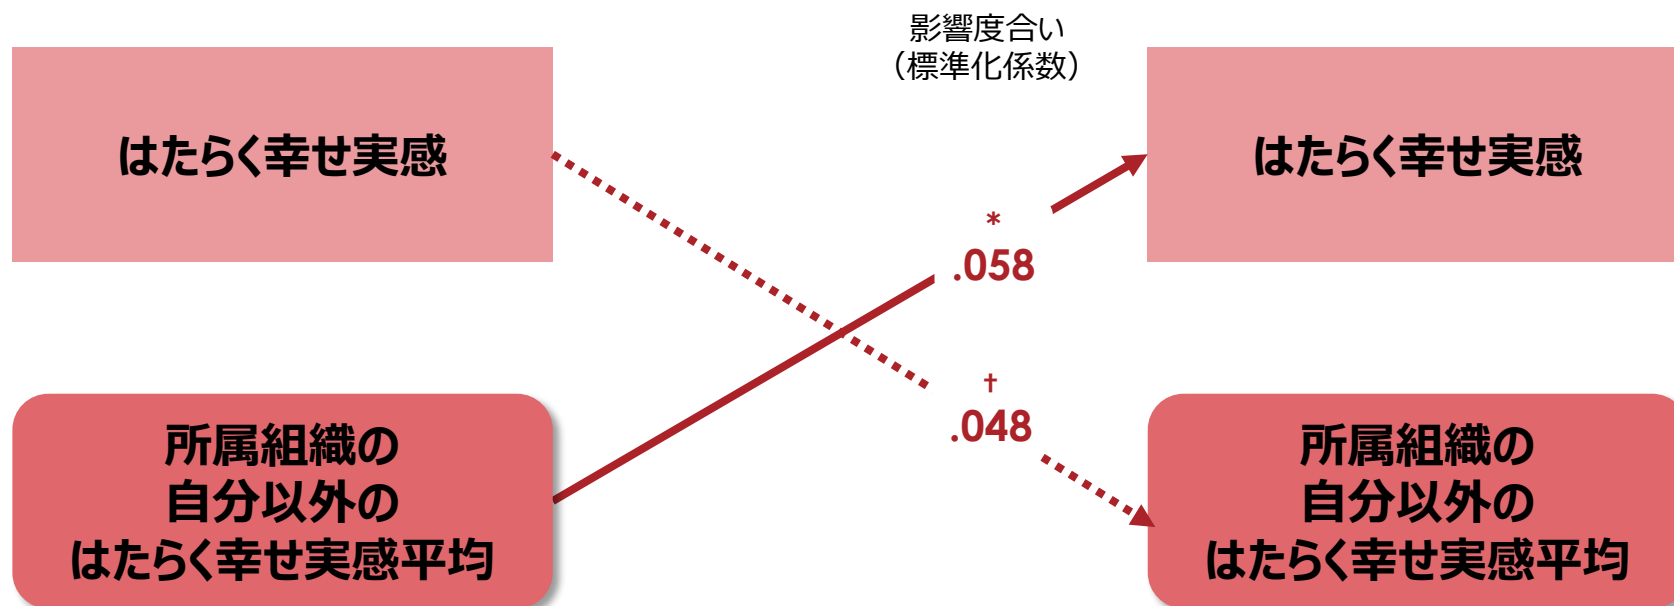 影響度合い
（標準化係数）
はたらく幸せ実感
はたらく幸せ実感
*
.058
†
.048
所属組織の
自分以外の
はたらく幸せ実感平均
所属組織の
自分以外の
はたらく幸せ実感平均